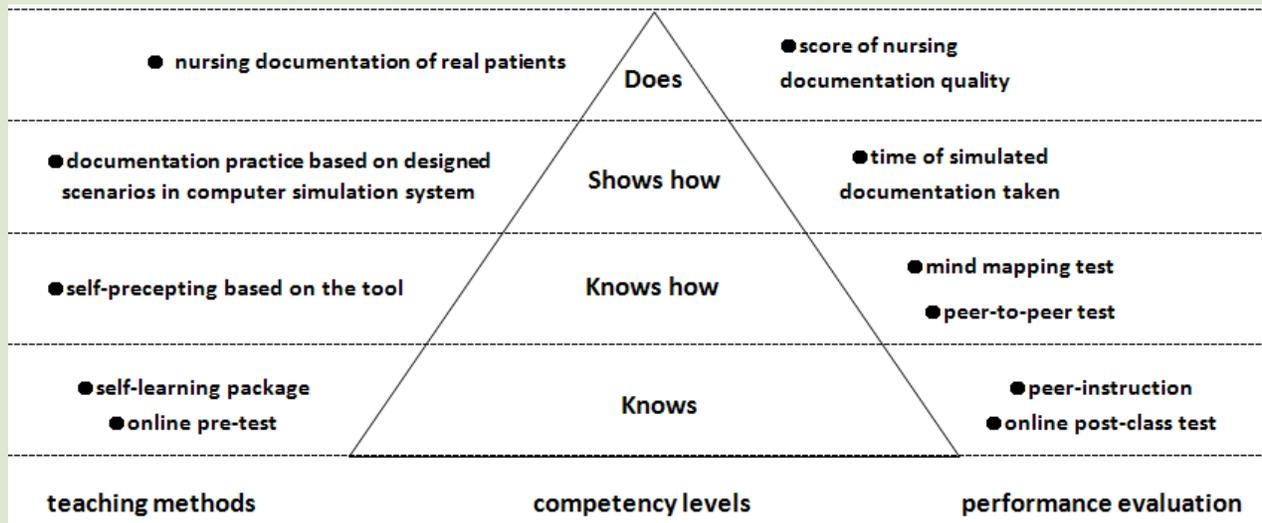 ● nursing documentation of real patients
Does
● score of nursing
documentation quality
● documentation practice based on designed
scenarios in computer simulation system
Shows how
● time of simulated
documentation taken
● self-precepting based on the tool
Knows how
● mind mapping test
● peer-to-peer test
● self-learning package
● online pre-test
Knows
● peer-instruction
● online post-class test
teaching methods
competency levels
performance evaluation